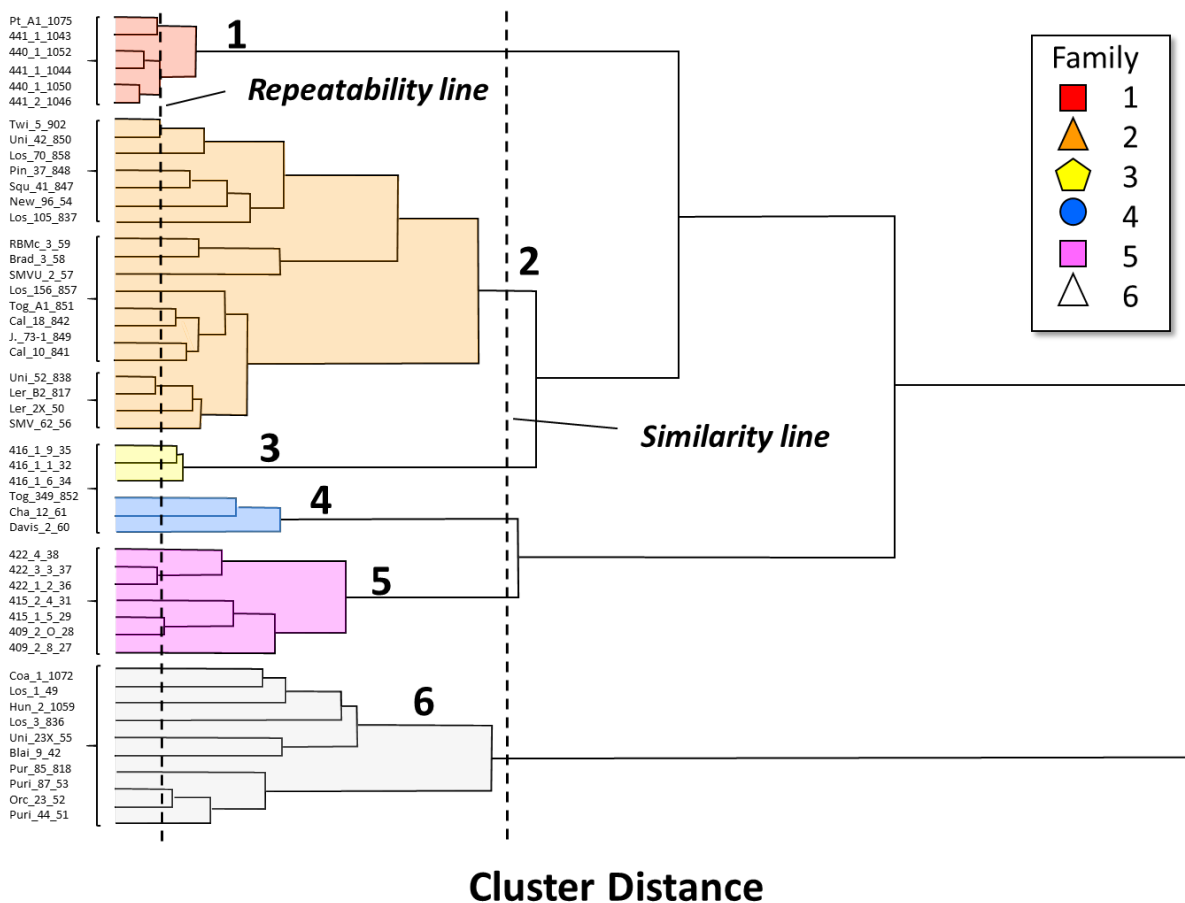 Pt_A1_1075
441_1_1043
440_1_1052
441_1_1044
440_1_1050
441_2_1046
1
Repeatability line
Twi_5_902
Uni_42_850
Los_70_858
Pin_37_848
Squ_41_847
New_96_54
Los_105_837
RBMc_3_59
Brad_3_58
SMVU_2_57
Los_156_857
Tog_A1_851
Cal_18_842
J._73-1_849
Cal_10_841
2
Uni_52_838
Ler_B2_817
Ler_2X_50
SMV_62_56
Similarity line
416_1_9_35
416_1_1_32
416_1_6_34
3
Tog_349_852
Cha_12_61
Davis_2_60
4
422_4_38
422_3_3_37
422_1_2_36
415_2_4_31
415_1_5_29
409_2_O_28
409_2_8_27
5
Coa_1_1072
Los_1_49
Hun_2_1059
Los_3_836
Uni_23X_55
Blai_9_42
Pur_85_818
Puri_87_53
Orc_23_52
Puri_44_51
6
Family
1
2
3
4
5
6
Cluster Distance